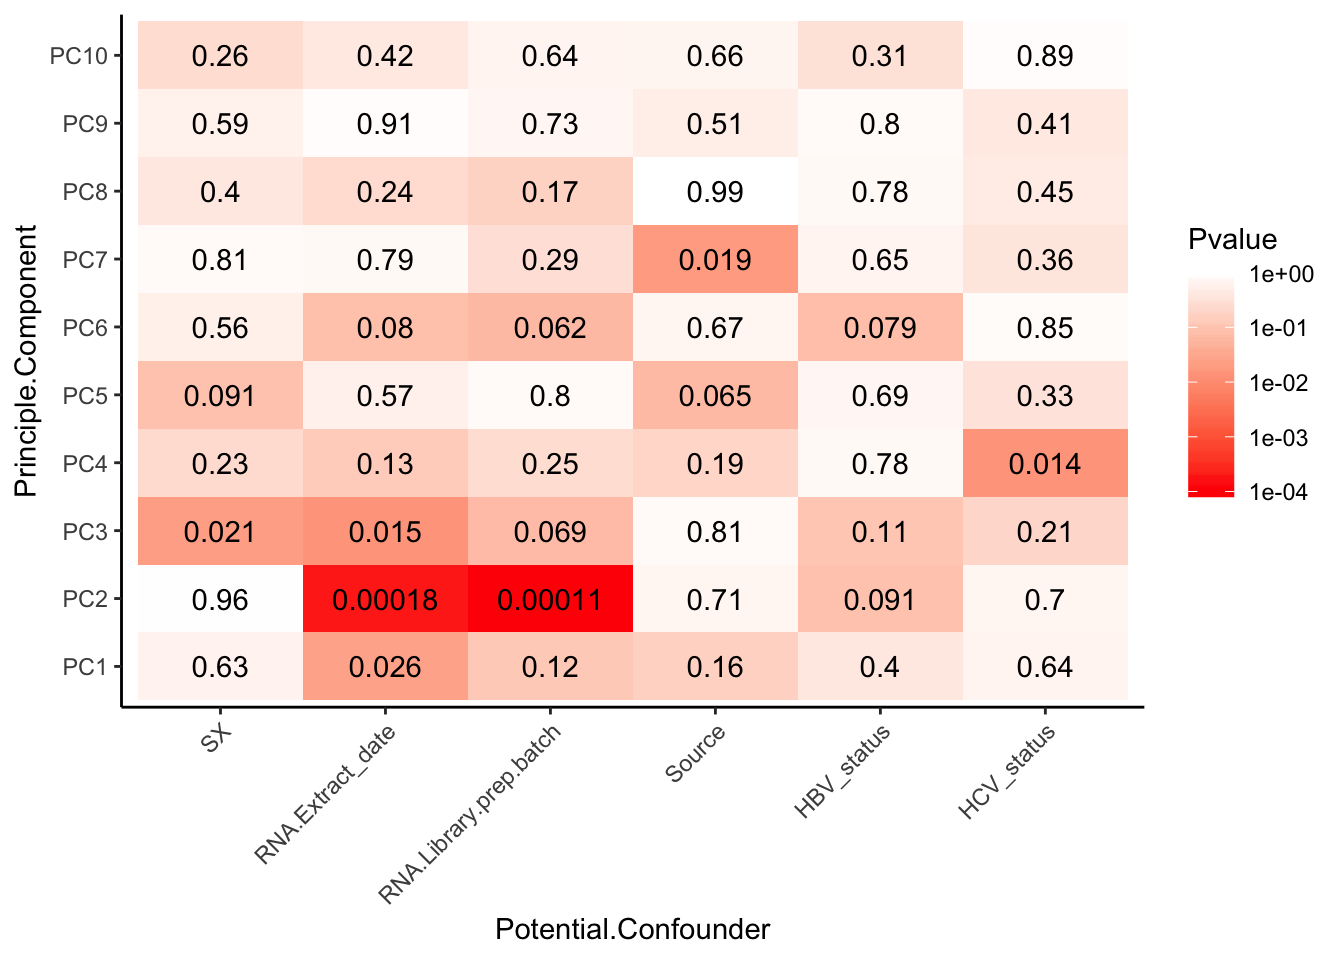 PC10 0.26 0.42 0.64 0.66 0.31 0.89
PC9 0.59 0.91 0.73 0.51 0.8 0.41
PC8 0.4 0.24 0.17 0.99 0.78 0.45
PC7 0.81 0.79 0.29 0.019 0.65 0.36
PC6 0.56 0.08 0.062 0.67 0.079 0.85
PC5 0.091 0.57 0.8 0.065 0.69 0.33
PC4 0.23 0.13 0.25 0.19 0.78 0.014
PC3 0.021 0.015 0.069 0.81 0.11 0.21
PC2 0.96 0.00018 0.00011 0.71 0.091 0.7
PC1 0.63 0.026 0.12 0.16 0.4 0.64
Principle.Component
SX
RNA.Extract_date
RNA.Library.prep.batch
Source
HBV_status
HCV_status
Potential.Confounder
Pvalue
1e+00
1e-01
1e-02
1e-03
1e-04